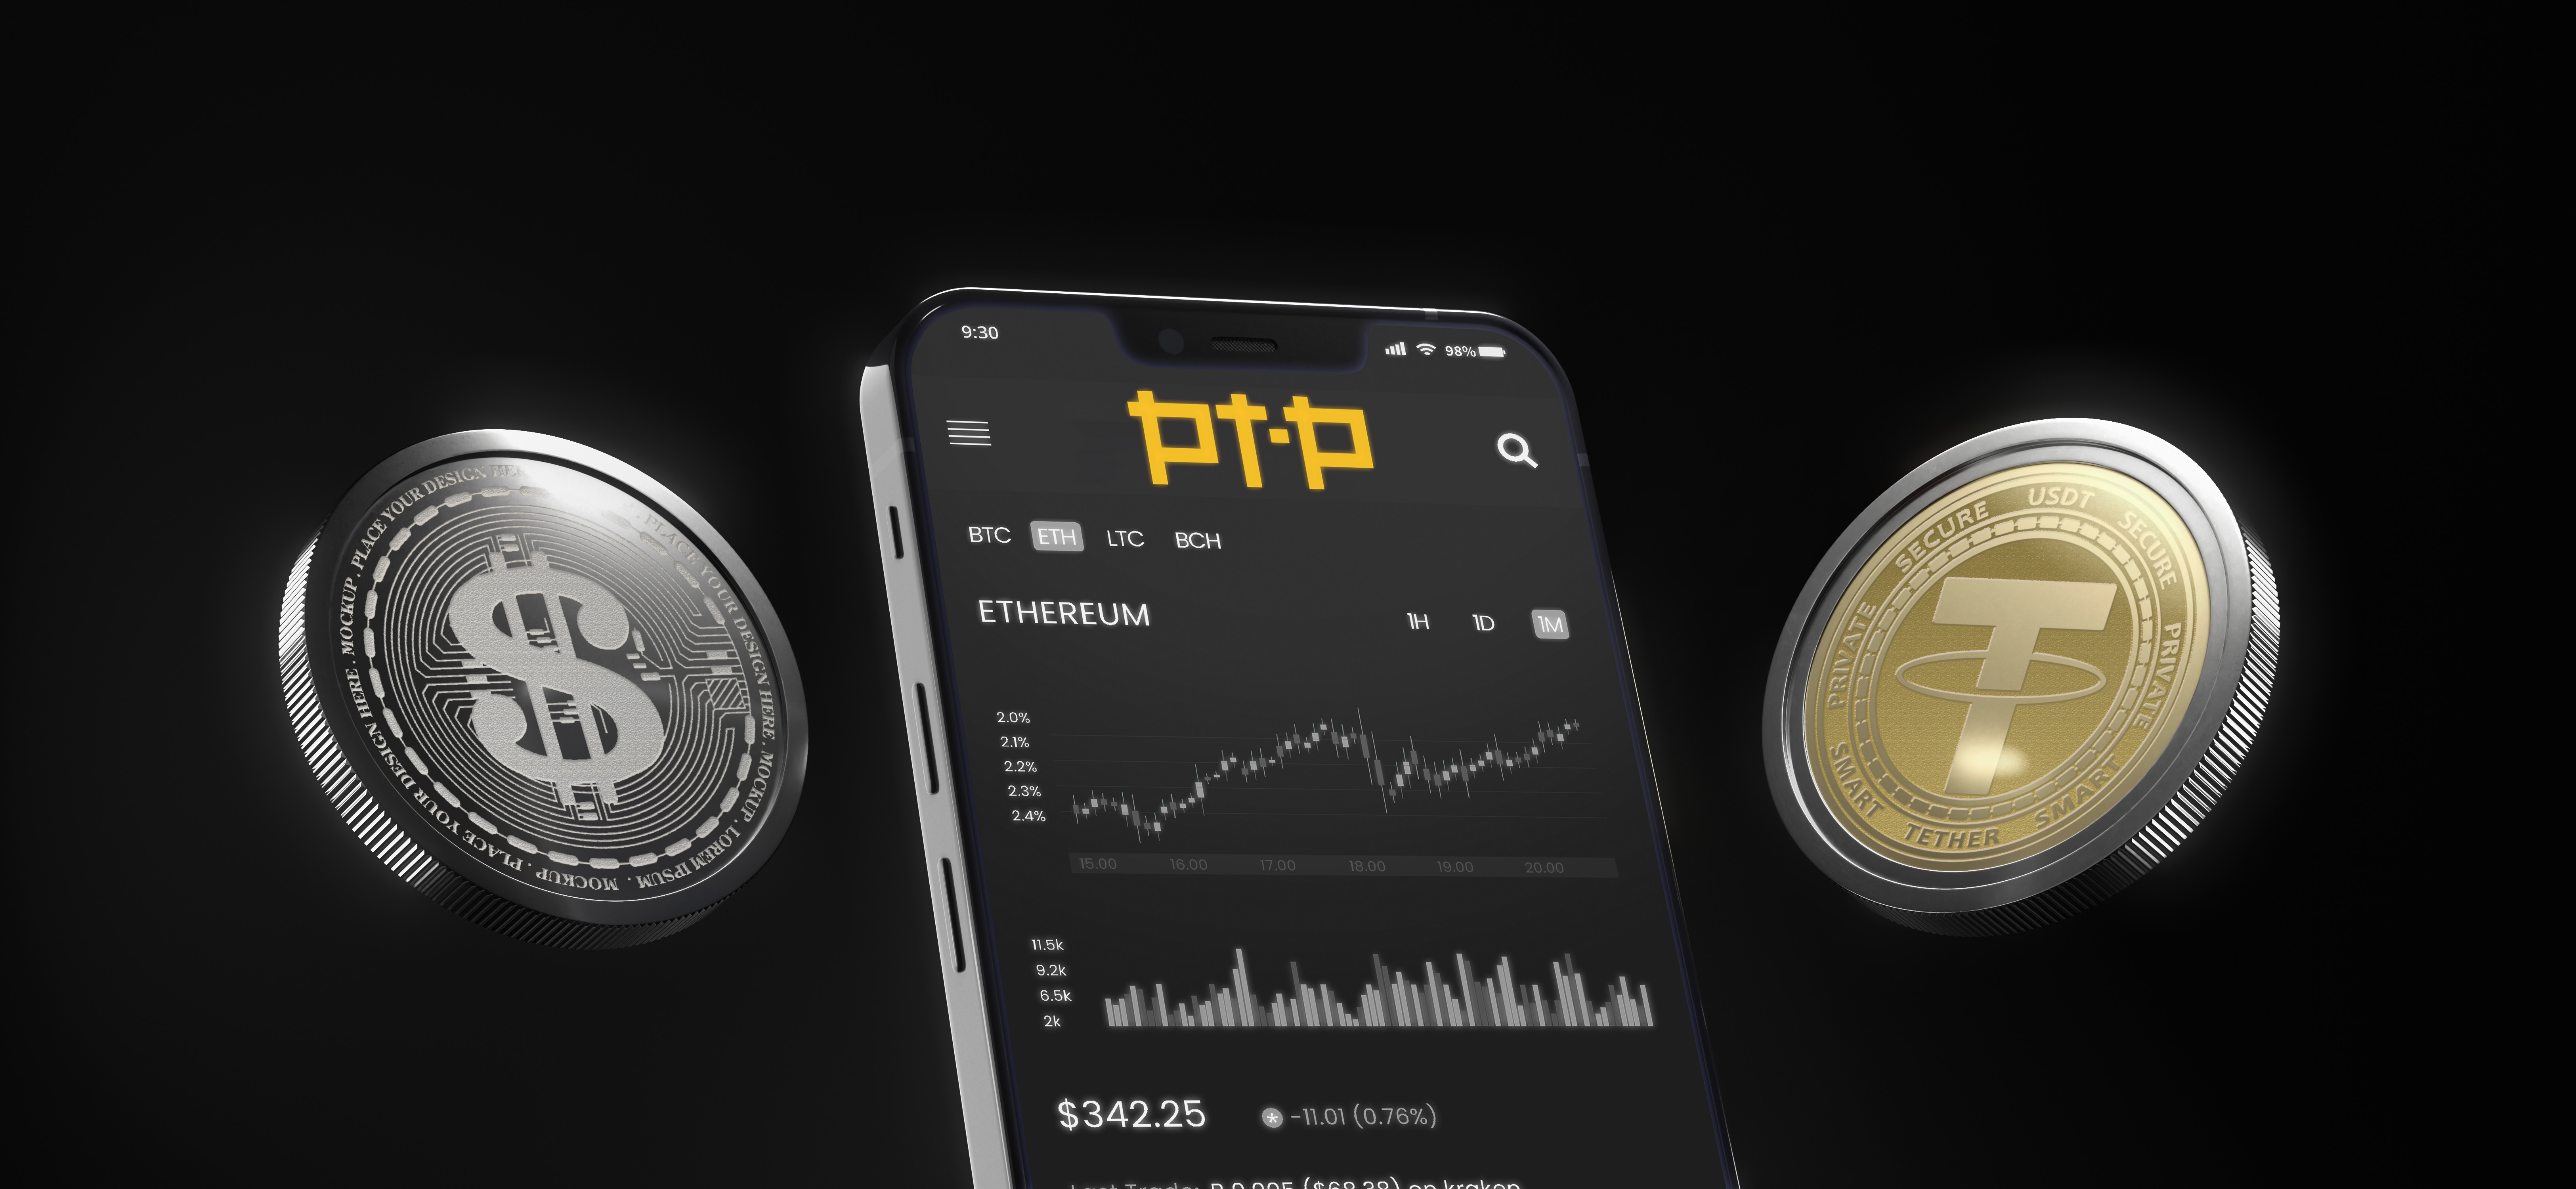 9:30
98%
PT·P
BTC ETH LTC BCH
ETHEREUM
1H 1D 1M
2.0%
2.1%
2.2%
2.3%
2.4%
15.00 16.00 17.00 18.00 19.00 20.00
11.5k
9.2k
6.5k
2k
$342.25
-11.01 (0.76%)
PLACE YOUR DESIGN HERE . MOCKUP . PLACE YOUR DESIGN
PLACE YOUR DESIGN HERE . MOCKUP . LOREM IPSUM . MOCKUP .
USDT
SECURE SECURE
PRIVATE PRIVATE
SMART SMART
TETHER